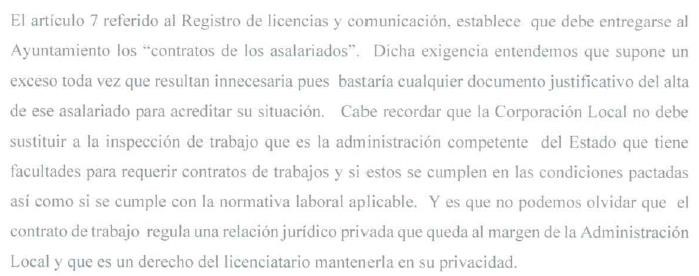 El artículo 7 referido al Registro de licencias y comunicación, establece que debe entregarse al
Ayuntamiento los “contratos de los asalariados”. Dicha exigencia entendemos que supone un
exceso toda vez que resultan innecesaria pues bastaría cualquier documento justificativo del alta
de ese asalariado para acreditar su situación. Cabe recordar que la Corporación Local no debe
sustituir a la inspección de trabajo que es la administración competente del Estado que tiene
facultades para requerir contratos de trabajos y si estos se cumplen en las condiciones pactadas
así como si se cumple con la normativa laboral aplicable. Y es que no podemos olvidar que el
contrato de trabajo regula una relación jurídico privada que queda al margen de la Administración
Local y que es un derecho del licenciatario mantenerla en su privacidad.